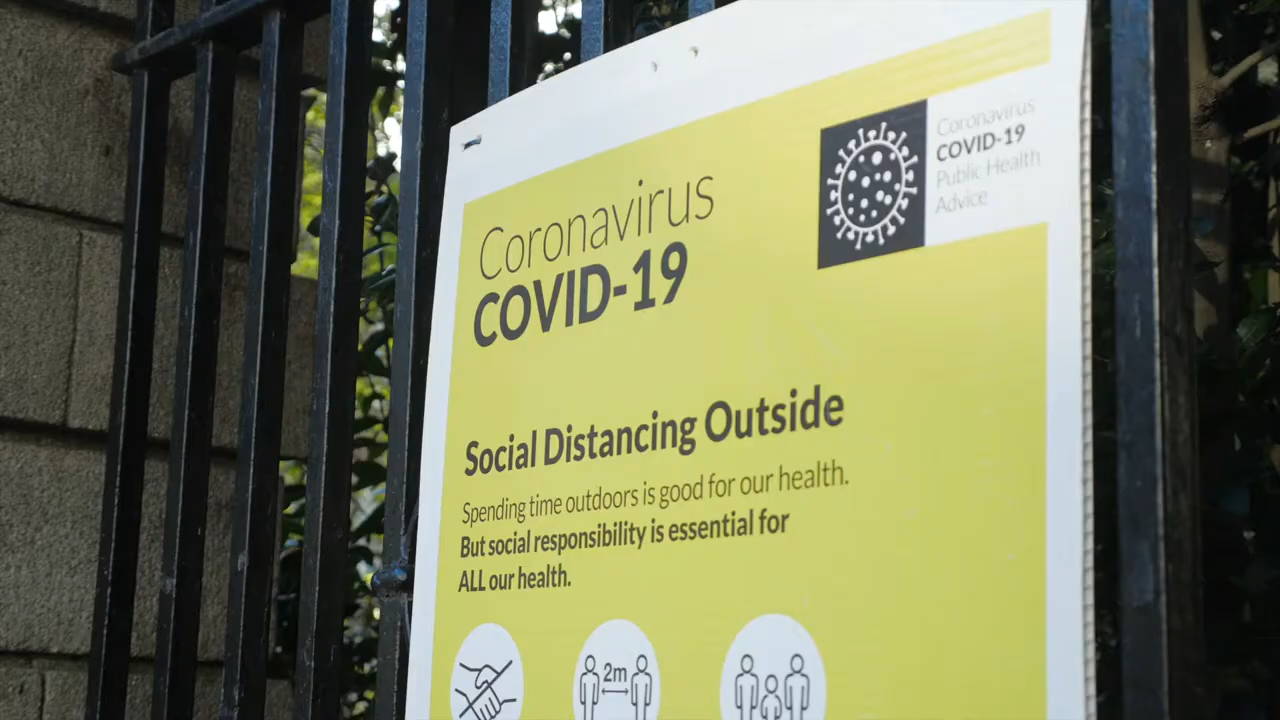 Coronavirus
COVID-19
Public Health
Advice
Coronavirus
COVID-19
Social Distancing Outside
Spending time outdoors is good for our health.
But social responsibility is essential for
ALL our health.
2m